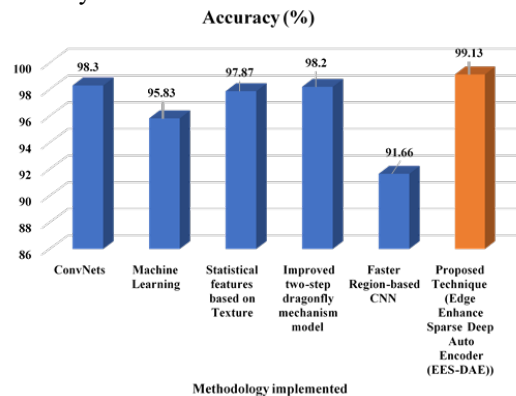 Accuracy (%)
100
98
96
94
92
90
88
86
98.3
95.83
97.87
98.2
91.66
99.13
ConvNets
Machine
Learning
Statistical
features
based on
Texture
Improved
two-step
dragonfly
mechanism
model
Faster
Region-based
CNN
Proposed
Technique
(Edge
Enhance
Sparse Deep
Auto
Encoder
(EES-DAE))
Methodology implemented